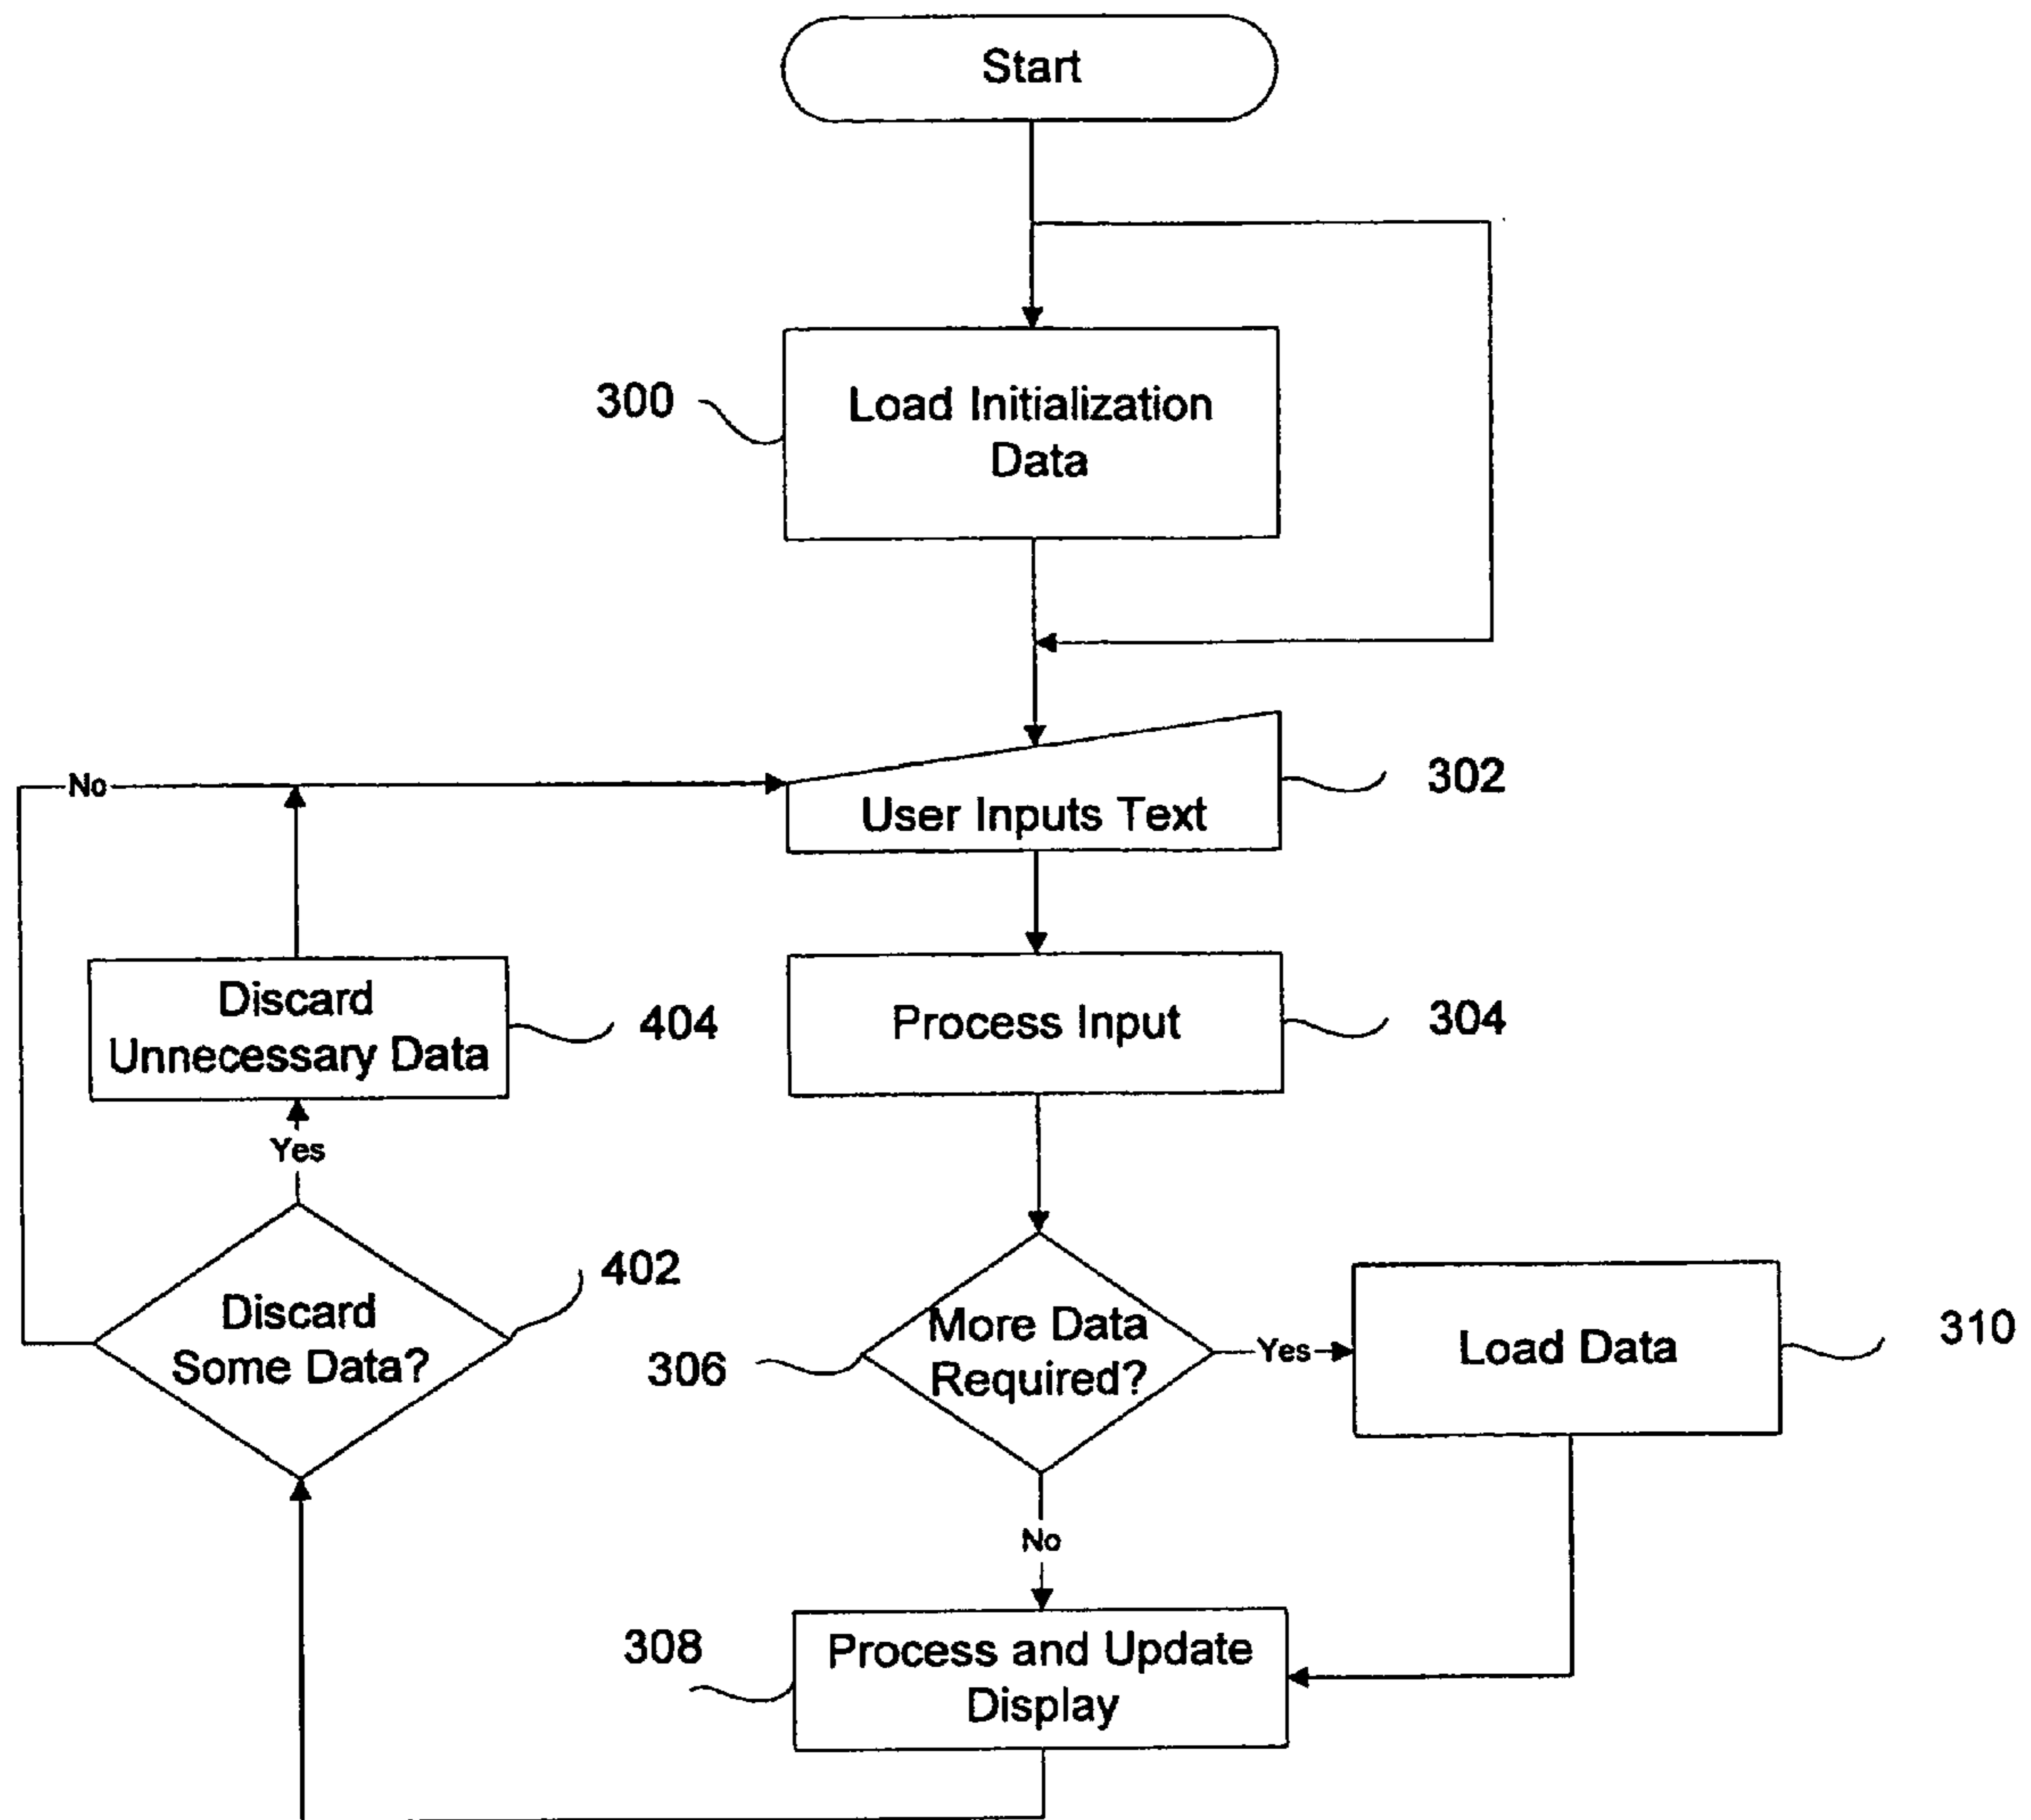 Start
300
Load Initialization
Data
No
302
User Inputs Text
Discard
Unnecessary Data
404
Process Input
304
Yes
402
Discard
Some Data?
306
More Data
Required?
Yes
Load Data
310
No
308
Process and Update
Display